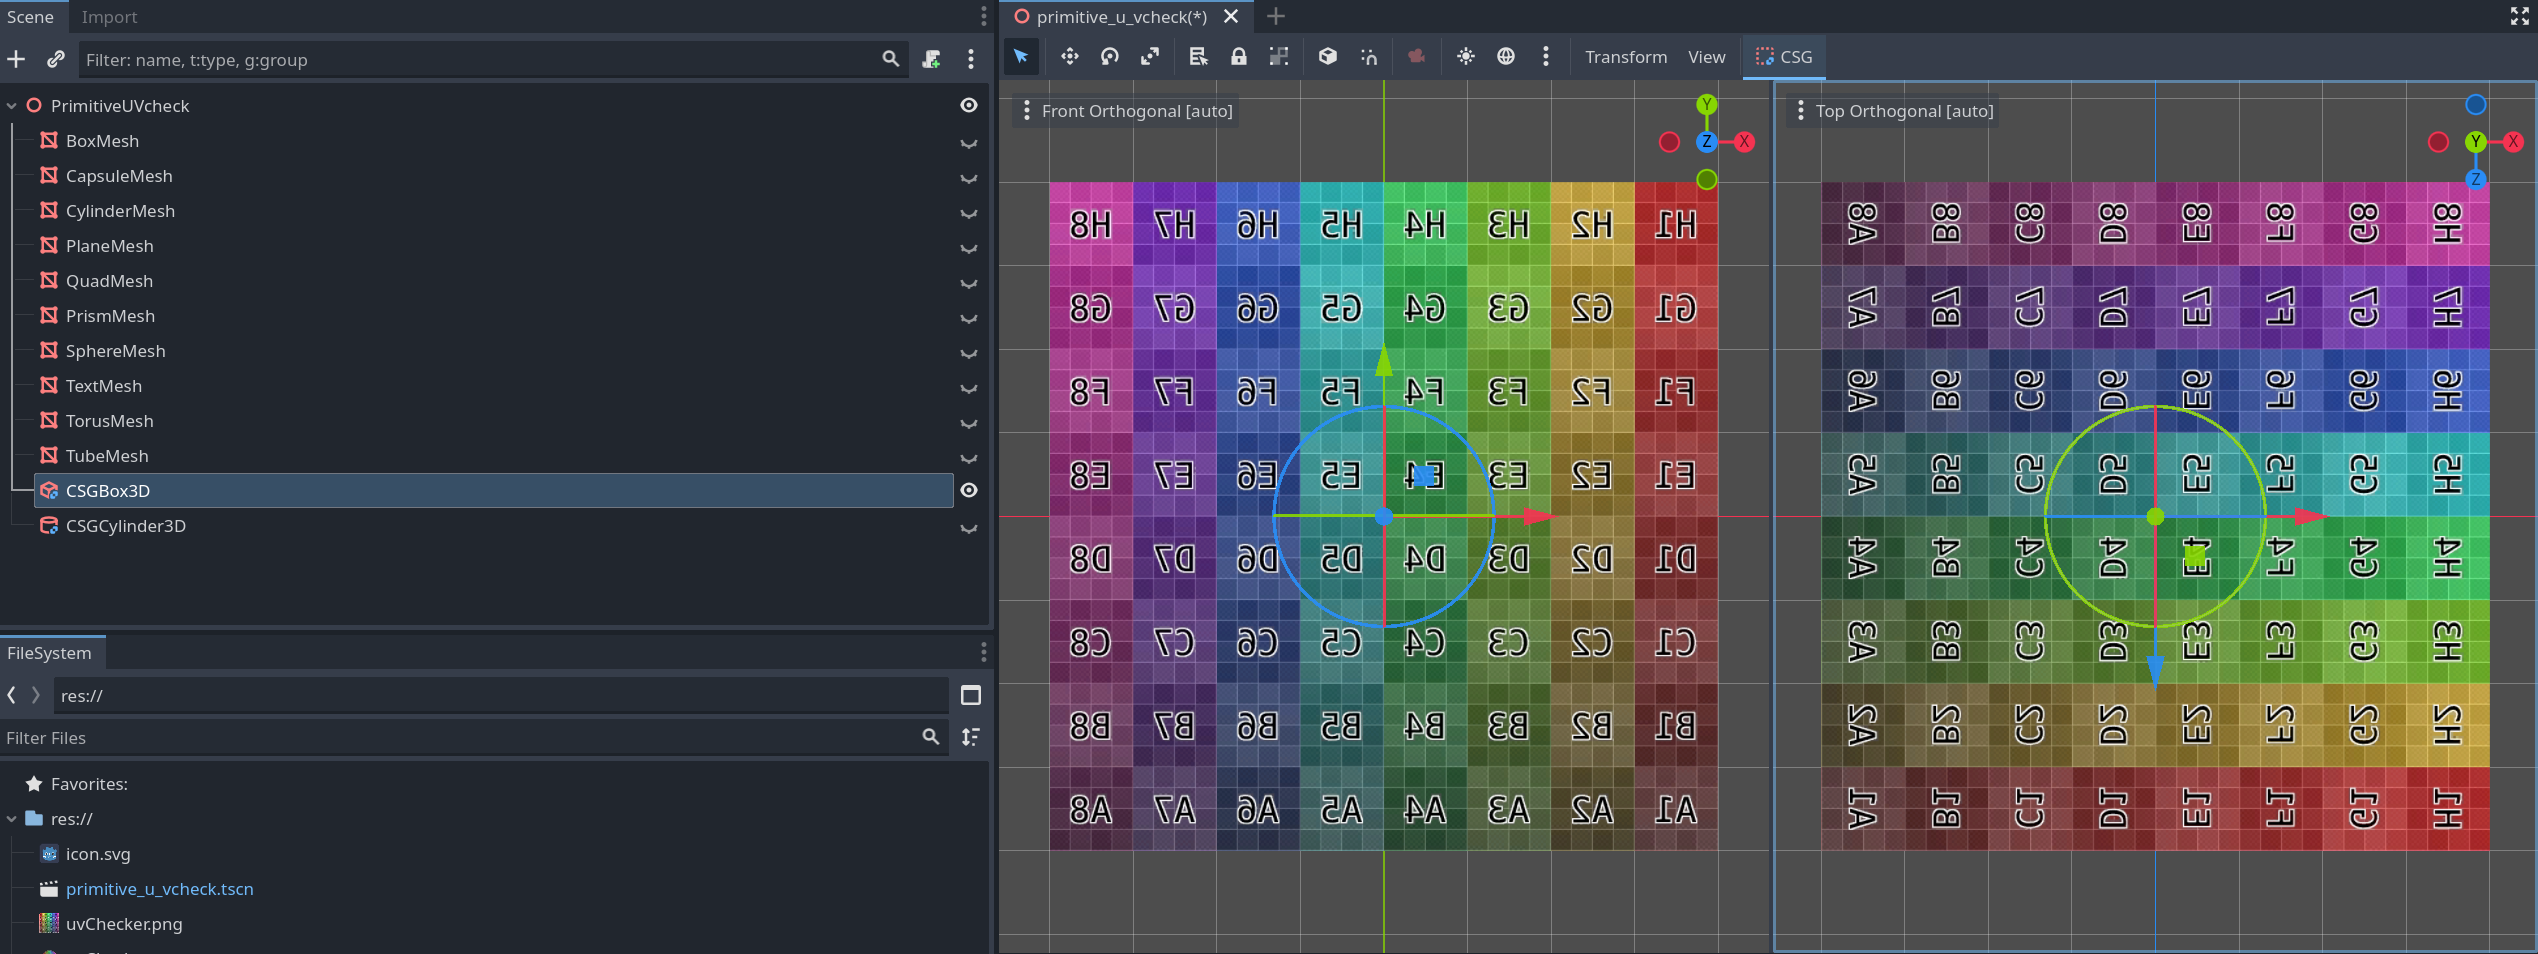 Scene Import
Filter: name, t:type, g:group
PrimitiveUVcheck
BoxMesh
CapsuleMesh
CylinderMesh
PlaneMesh
QuadMesh
PrismMesh
SphereMesh
TextMesh
TorusMesh
TubeMesh
CSGBox3D
CSGCylinder3D
FileSystem
res://
Filter Files
Favorites:
res://
icon.svg
primitive_u_vcheck.tscn
uvChecker.png
primitive_u_vcheck(*)
Transform View CSG
Front Orthogonal [auto]
Y
Z X
H8 H7 H6 H5 H4 H3 H2 H1
G8 G7 G6 G5 G4 G3 G2 G1
F8 F7 F6 F5 F4 F3 F2 F1
E8 E7 E6 E5 E4 E3 E2 E1
D8 D7 D6 D5 D4 D3 D2 D1
C8 C7 C6 C5 C4 C3 C2 C1
B8 B7 B6 B5 B4 B3 B2 B1
A8 A7 A6 A5 A4 A3 A2 A1
Top Orthogonal [auto]
Y X
Z
A8 B8 C8 D8 E8 F8 G8 H8
A7 B7 C7 D7 E7 F7 G7 H7
A6 B6 C6 D6 E6 F6 G6 H6
A5 B5 C5 D5 E5 F5 G5 H5
A4 B4 C4 D4 E4 F4 G4 H4
A3 B3 C3 D3 E3 F3 G3 H3
A2 B2 C2 D2 E2 F2 G2 H2
A1 B1 C1 D1 E1 F1 G1 H1